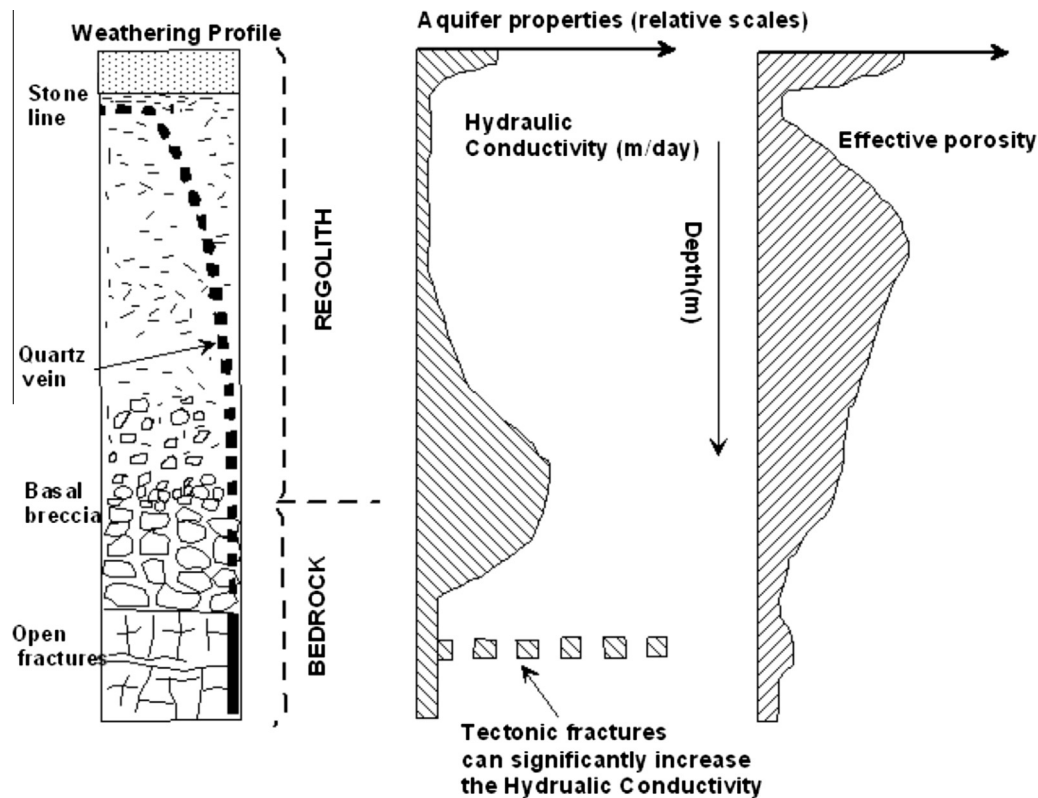 Weathering Profile
Aquifer properties (relative scales)
Stone
line
Hydraulic
Conductivity (m/day)
Effective porosity
Depth(m)
REGOLITH
Quartz
vein
Basal
breccia
BEDROCK
Open
fractures
Tectonic fractures
can significantly increase
the Hydrualic Conductivity